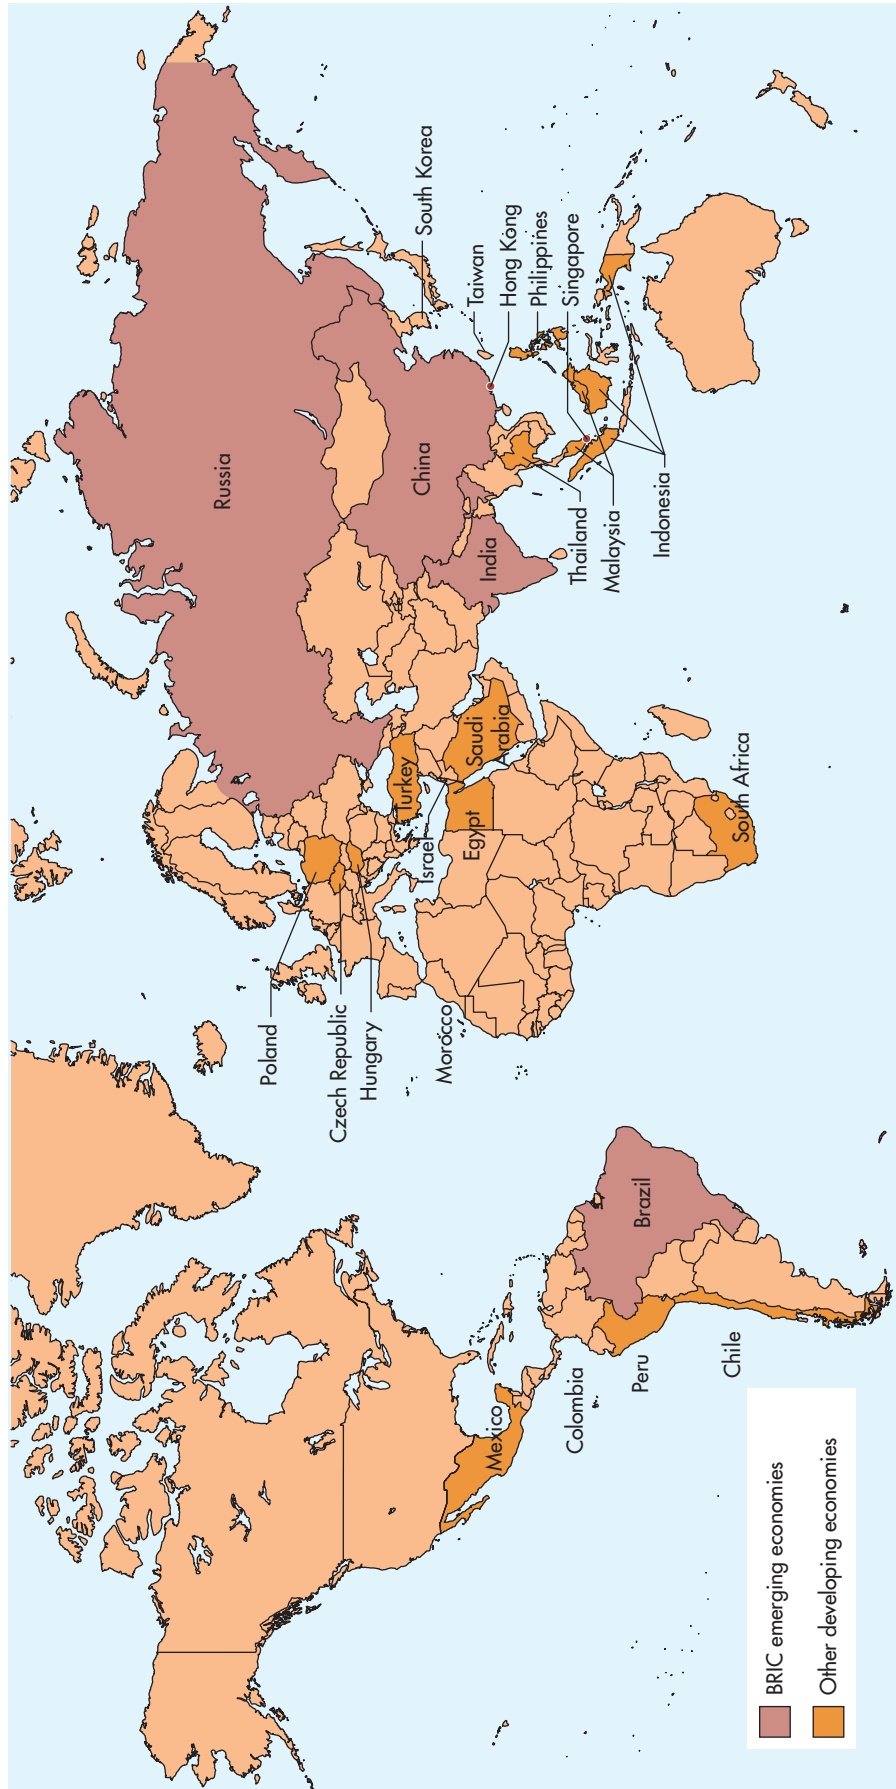 Russia
China
India
South Korea
Taiwan
Hong Kong
Philippines
Singapore
Thailand
Malaysia
Indonesia
Turkey
Saudi
Arabia
Israel
Egypt
South Africa
Poland
Czech Republic
Hungary
Morocco
Brazil
Mexico
Colombia
Peru
Chile
BRIC emerging economies
Other developing economies